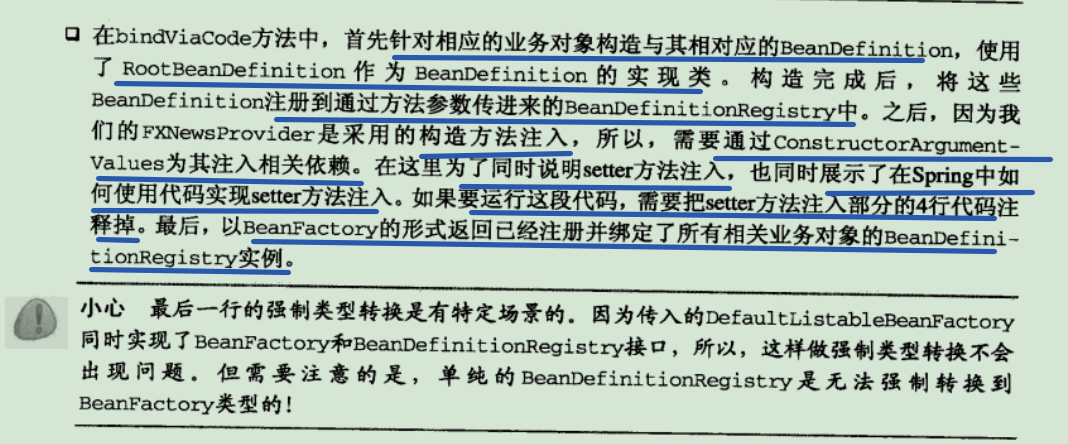 ❑ 在bindViaCode方法中，首先针对相应的业务对象构造与其相对应的BeanDefinition，使用
了RootBeanDefinition作为BeanDefinition的实现类。构造完成后，将这些
BeanDefinition注册到通过方法参数传进来的BeanDefinitionRegistry中。之后，因为我
们的FXNewsProvider是采用的构造方法注入，所以，需要通过ConstructorArgument-
Values为其注入相关依赖。在这里为了同时说明setter方法注入，也同时展示了在Spring中如
何使用代码实现setter方法注入。如果要运行这段代码，需要把setter方法注入部分的4行代码注
释掉。最后，以BeanFactory的形式返回已经注册并绑定了所有相关业务对象的BeanDefini-
tionRegistry实例。
小心 最后一行的强制类型转换是有特定场景的。因为传入的DefaultListableBeanFactory
同时实现了BeanFactory和BeanDefinitionRegistry接口，所以，这样做强制类型转换不会
出现问题。但需要注意的是，单纯的BeanDefinitionRegistry是无法强制转换到
BeanFactory类型的！